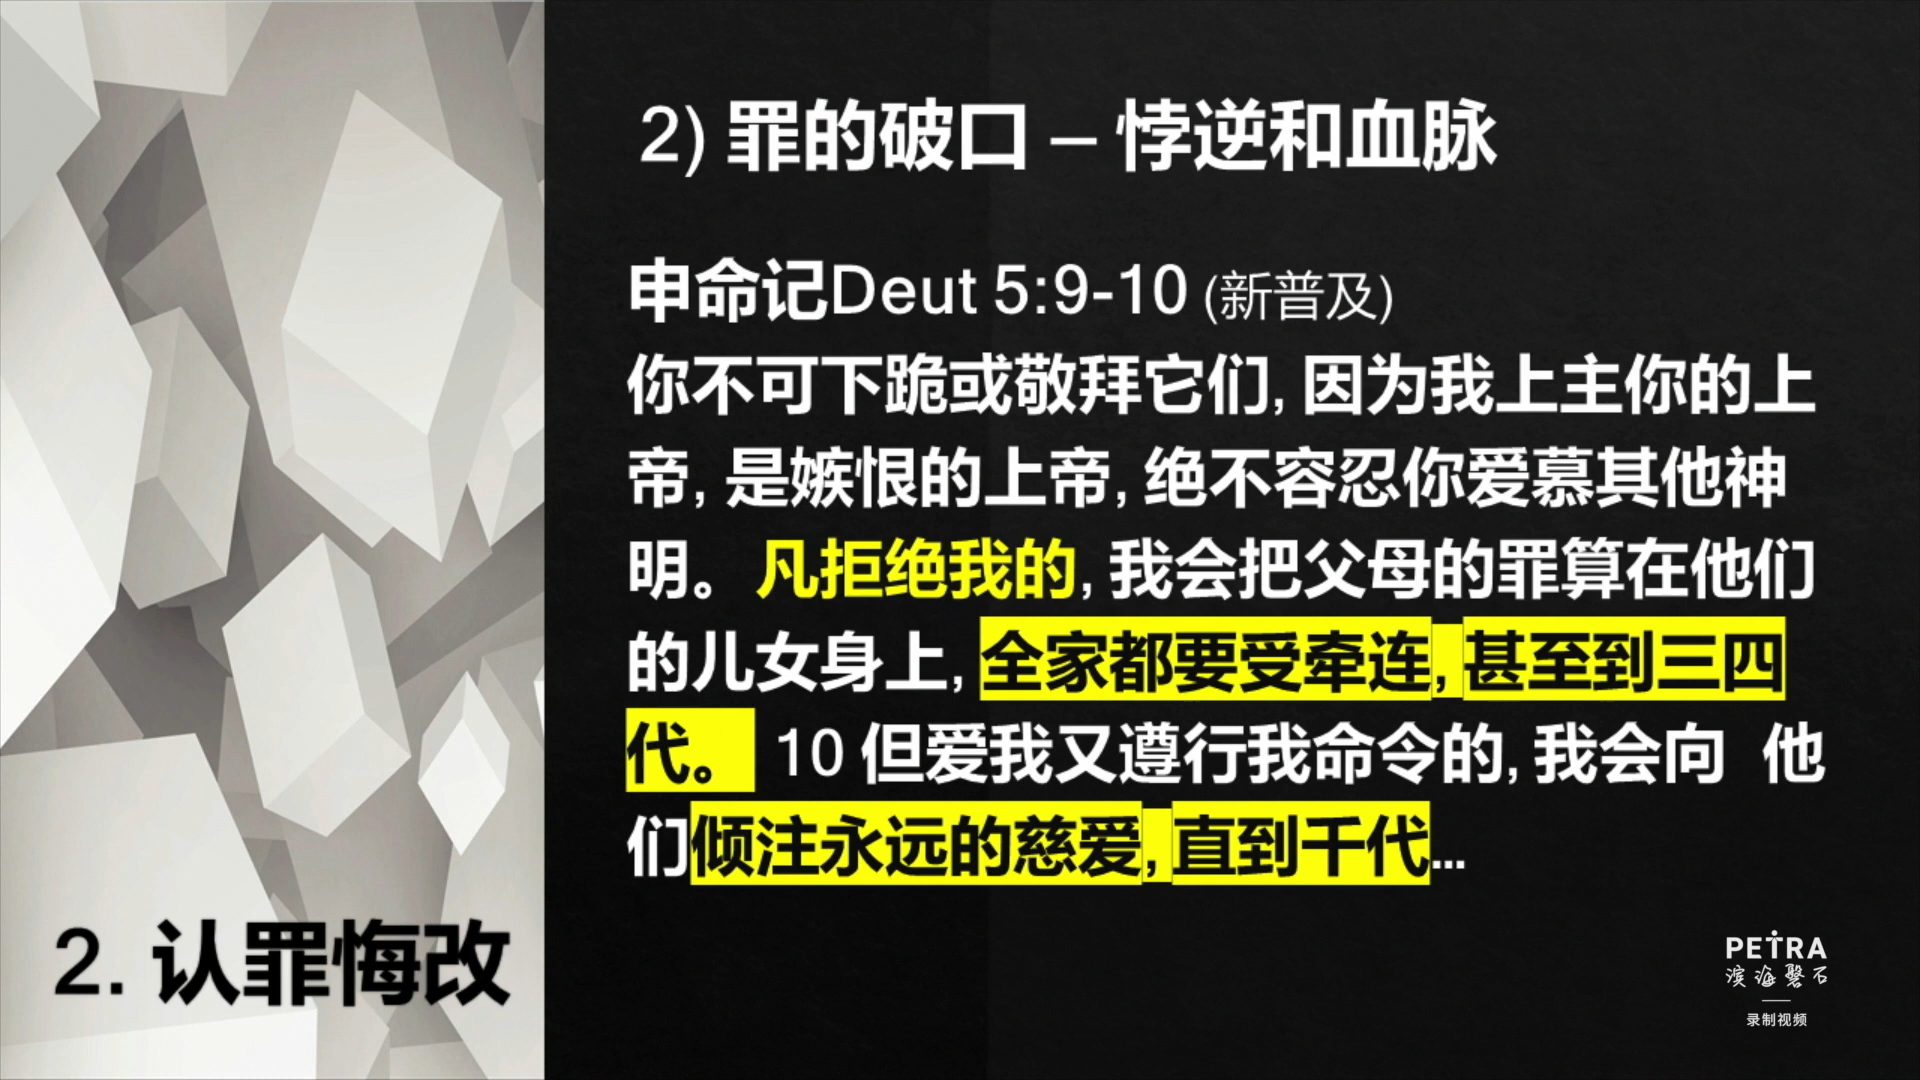 2) 罪的破口 – 悖逆和血脉
申命记Deut 5:9-10 (新普及)
你不可下跪或敬拜它们, 因为我上主你的上
帝, 是嫉恨的上帝, 绝不容忍你爱慕其他神
明。 凡拒绝我的, 我会把父母的罪算在他们
的儿女身上, 全家都要受牵连, 甚至到三四
代。 10 但爱我又遵行我命令的, 我会向 他
们倾注永远的慈爱, 直到千代...
2. 认罪悔改
PETRA
滨海磐石
录制视频